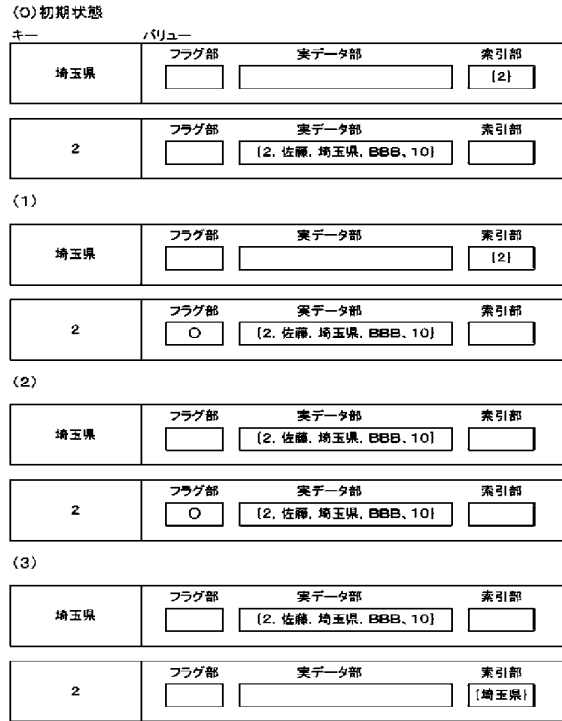 (0)初期状態
キー バリュー
フラグ部 実データ部 索引部
埼玉県 {2}
フラグ部 実データ部 索引部
2 {2, 佐藤, 埼玉県, BBB、10}
(1)
フラグ部 実データ部 索引部
埼玉県 {2}
フラグ部 実データ部 索引部
2 ○ {2, 佐藤, 埼玉県, BBB、10}
(2)
フラグ部 実データ部 索引部
埼玉県 {2, 佐藤, 埼玉県, BBB、10}
フラグ部 実データ部 索引部
2 ○ {2, 佐藤, 埼玉県, BBB、10}
(3)
フラグ部 実データ部 索引部
埼玉県 {2, 佐藤, 埼玉県, BBB、10}
フラグ部 実データ部 索引部
2 {埼玉県}